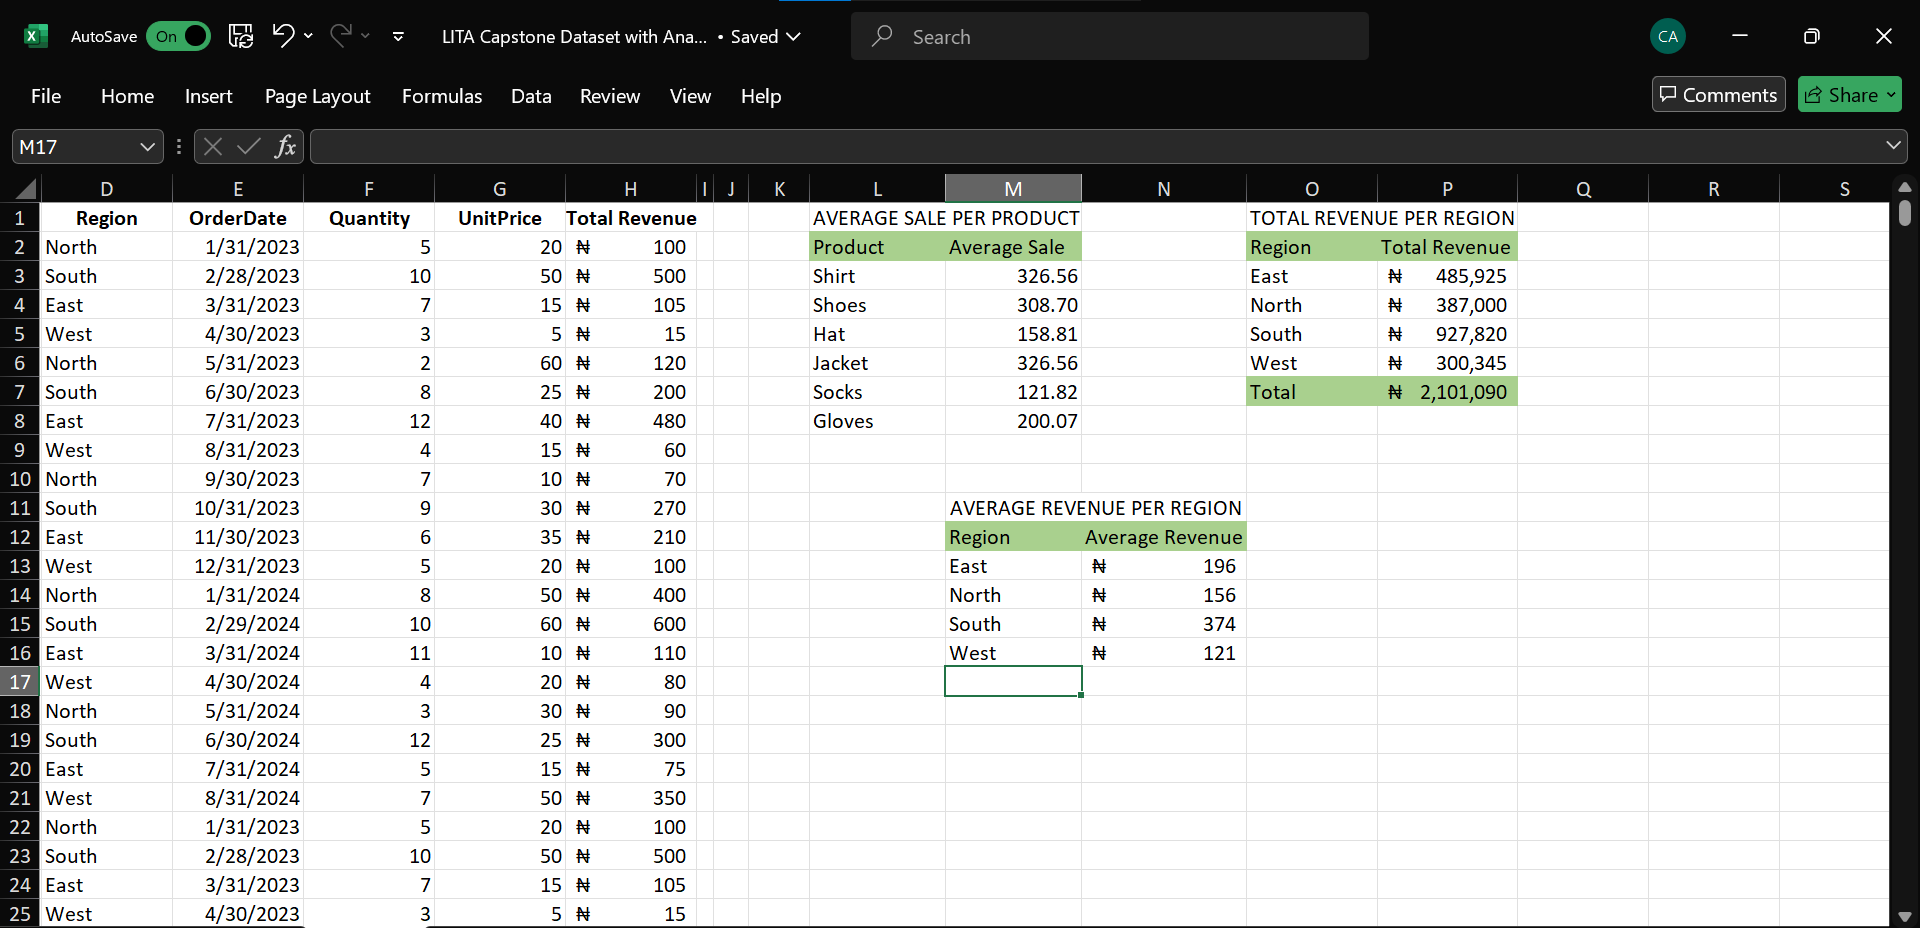 AutoSave On LITA Capstone Dataset with Ana... • Saved Search CA
File Home Insert Page Layout Formulas Data Review View Help Comments Share
M17 fx
D E F G H I J K L M N O P Q R S
1 Region OrderDate Quantity UnitPrice Total Revenue AVERAGE SALE PER PRODUCT TOTAL REVENUE PER REGION
2 North 1/31/2023 5 20 ₦ 100 Product Average Sale Region Total Revenue
3 South 2/28/2023 10 50 ₦ 500 Shirt 326.56 East ₦ 485,925
4 East 3/31/2023 7 15 ₦ 105 Shoes 308.70 North ₦ 387,000
5 West 4/30/2023 3 5 ₦ 15 Hat 158.81 South ₦ 927,820
6 North 5/31/2023 2 60 ₦ 120 Jacket 326.56 West ₦ 300,345
7 South 6/30/2023 8 25 ₦ 200 Socks 121.82 Total ₦ 2,101,090
8 East 7/31/2023 12 40 ₦ 480 Gloves 200.07
9 West 8/31/2023 4 15 ₦ 60
10 North 9/30/2023 7 10 ₦ 70
11 South 10/31/2023 9 30 ₦ 270 AVERAGE REVENUE PER REGION
12 East 11/30/2023 6 35 ₦ 210 Region Average Revenue
13 West 12/31/2023 5 20 ₦ 100 East ₦ 196
14 North 1/31/2024 8 50 ₦ 400 North ₦ 156
15 South 2/29/2024 10 60 ₦ 600 South ₦ 374
16 East 3/31/2024 11 10 ₦ 110 West ₦ 121
17 West 4/30/2024 4 20 ₦ 80
18 North 5/31/2024 3 30 ₦ 90
19 South 6/30/2024 12 25 ₦ 300
20 East 7/31/2024 5 15 ₦ 75
21 West 8/31/2024 7 50 ₦ 350
22 North 1/31/2023 5 20 ₦ 100
23 South 2/28/2023 10 50 ₦ 500
24 East 3/31/2023 7 15 ₦ 105
25 West 4/30/2023 3 5 ₦ 15